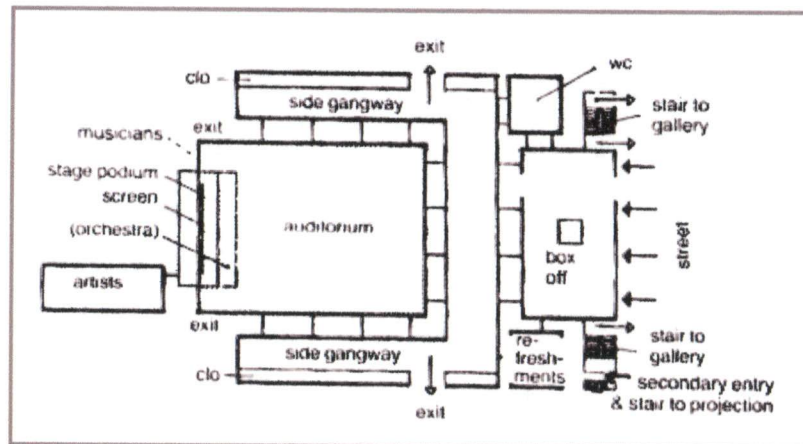 exit
clo
wc
side gangway
stair to
gallery
exit
musicians
stage podium
screen
(orchestra)
auditorium
box
off
street
artists
exit
side gangway
re-
fresh-
ments
stair to
gallery
clo
exit
secondary entry
& stair to projection